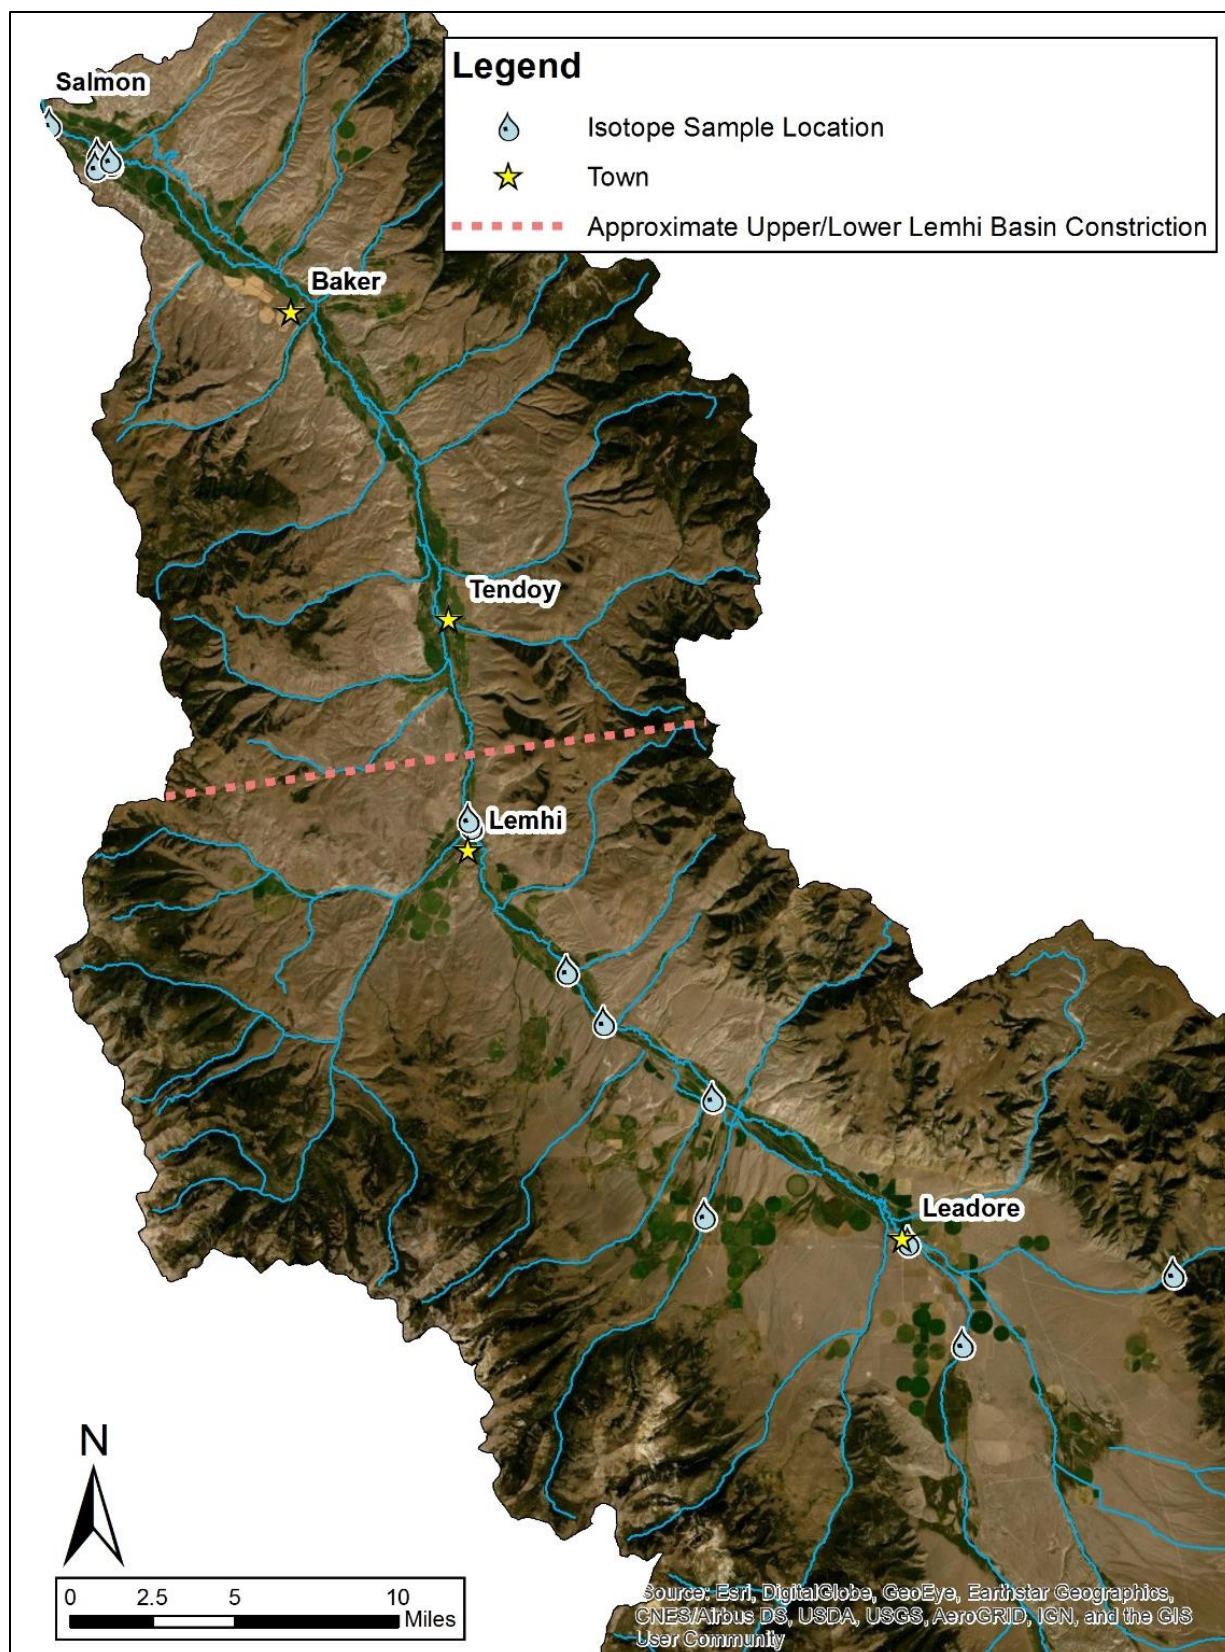 Legend
Isotope Sample Location
Town
Approximate Upper/Lower Lemhi Basin Constriction
Salmon
Baker
Tendoy
Lemhi
Leadore
N
0 2.5 5 10
Miles
Source: Esri, DigitalGlobe, GeoEye, Earthstar Geographics,
CNES/Airbus DS, USDA, USGS, AeroGRID, IGN, and the GIS
User Community